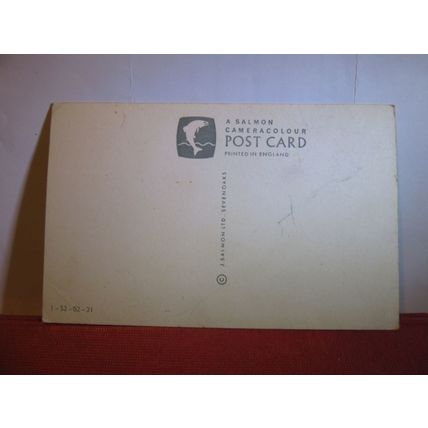 A SALMON
CAMERACOLOUR
POST CARD
PRINTED IN ENGLAND
© J. SALMON LTD. SEVENOAKS
1-32-02-21